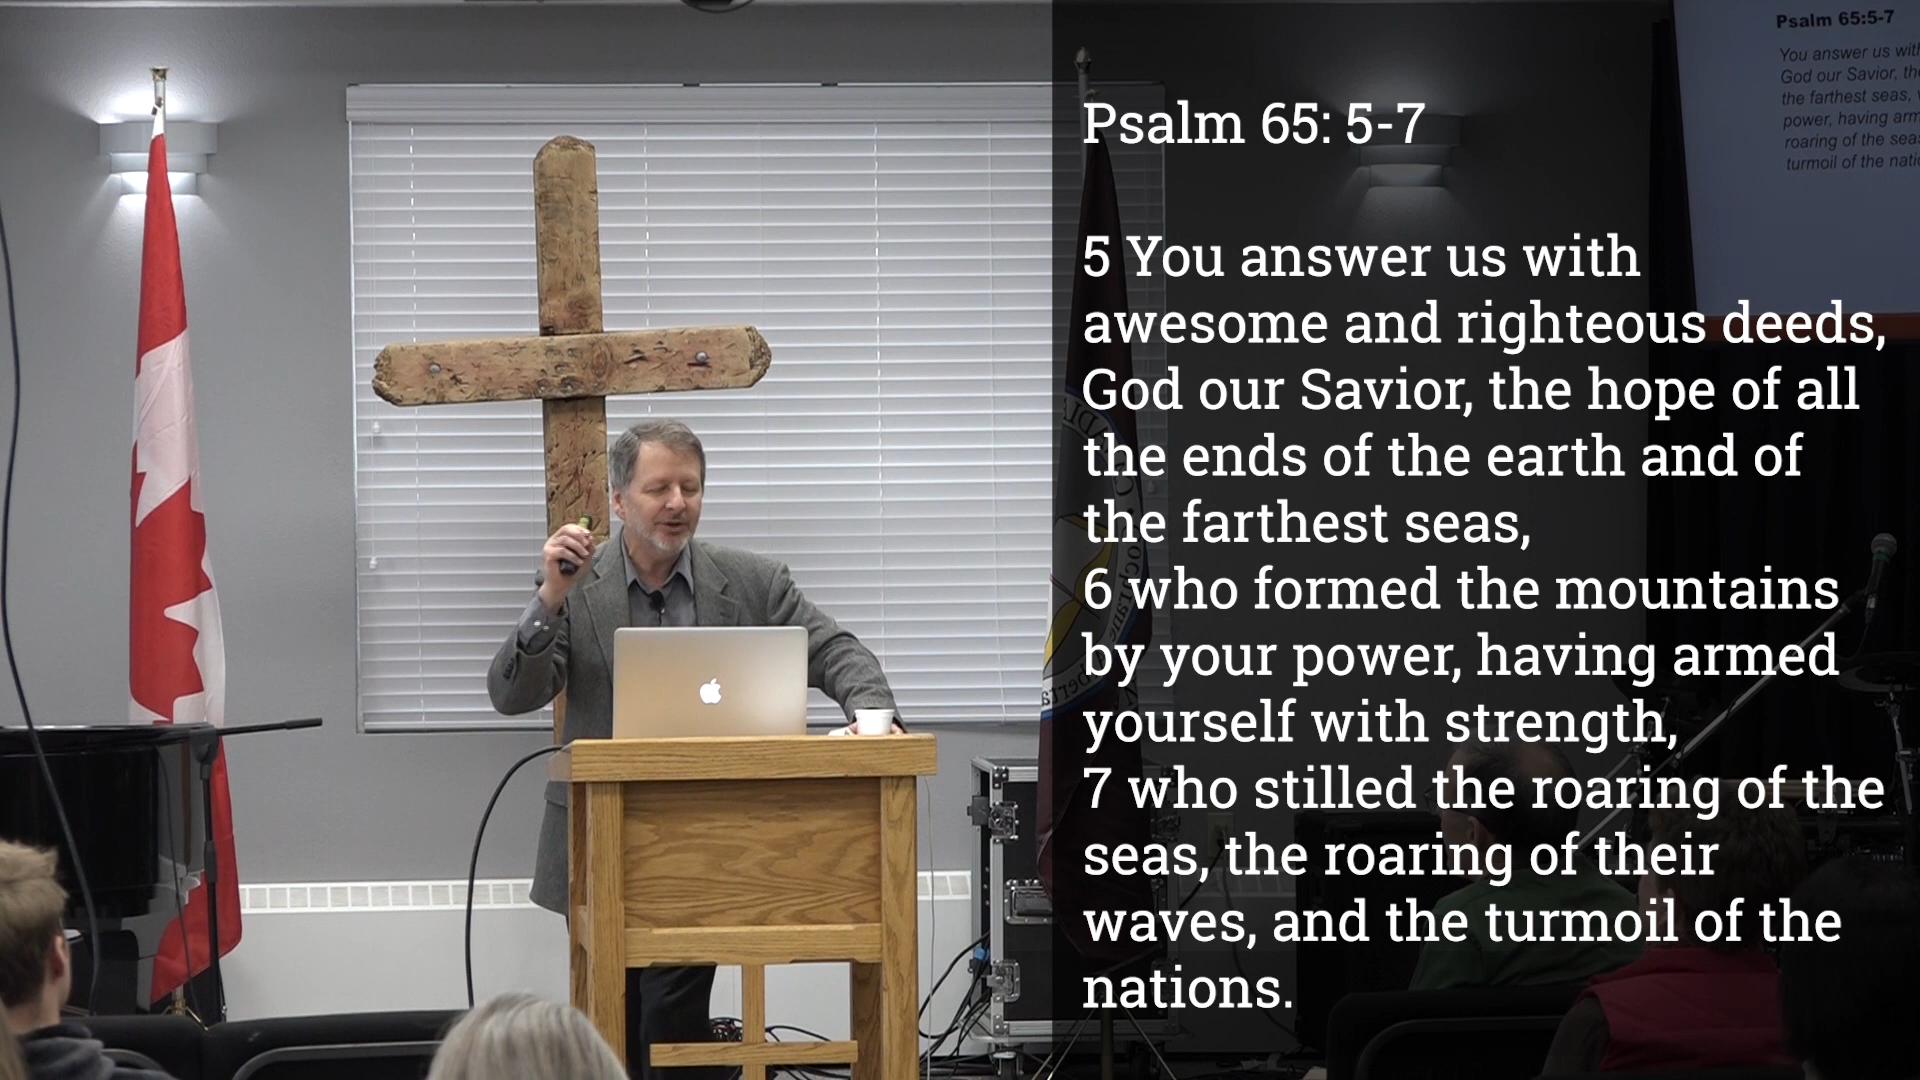 Psalm 65: 5-7
5 You answer us with
awesome and righteous deeds,
God our Savior, the hope of all
the ends of the earth and of
the farthest seas,
6 who formed the mountains
by your power, having armed
yourself with strength,
7 who stilled the roaring of the
seas, the roaring of their
waves, and the turmoil of the
nations.
Psalm 65:5-7
You answer us with
God our Savior, the
the farthest seas,
power, having arm
roaring of the sea
turmoil of the nati